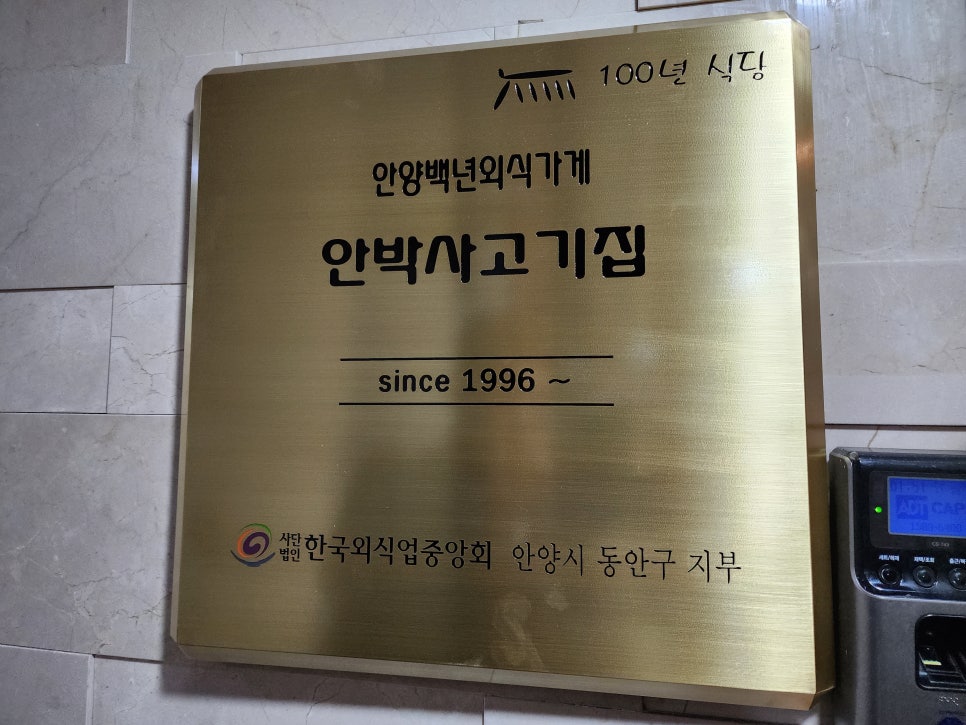 100년 식당
안양백년외식가게
안박사고기집
since 1996 ~
사단
법인 한국외식업중앙회 안양시 동안구 지부
ADT CAP